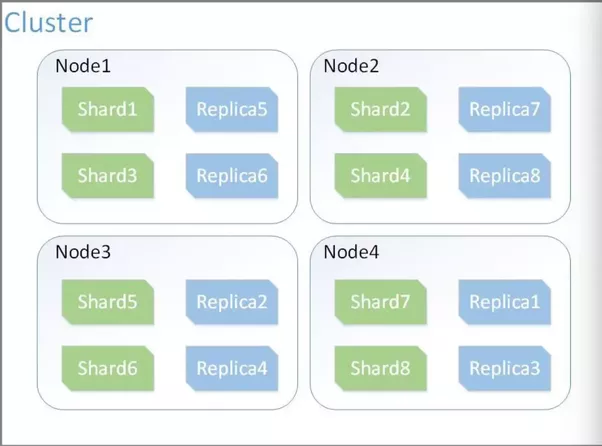 Cluster
Node1
Shard1 Replica5
Shard3 Replica6
Node2
Shard2 Replica7
Shard4 Replica8
Node3
Shard5 Replica2
Shard6 Replica4
Node4
Shard7 Replica1
Shard8 Replica3